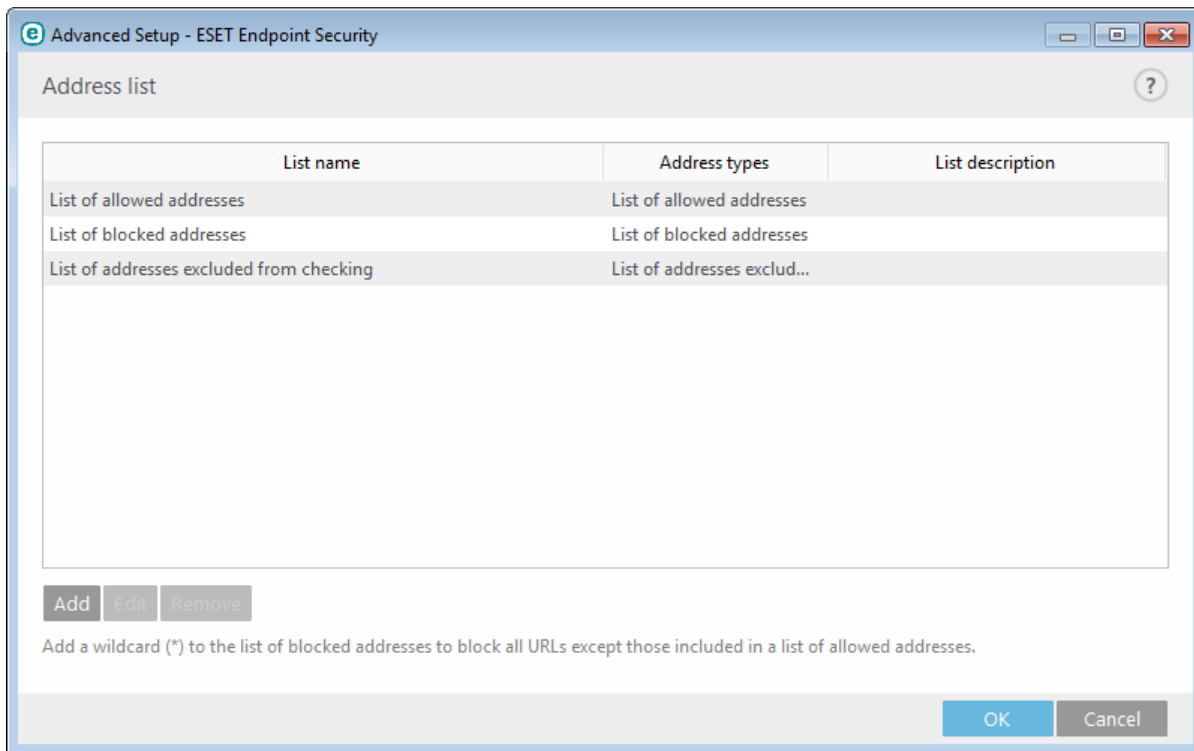 Advanced Setup - ESET Endpoint Security
Address list
?
List name Address types List description
List of allowed addresses List of allowed addresses
List of blocked addresses List of blocked addresses
List of addresses excluded from checking List of addresses exclud...
Add Edit Remove
Add a wildcard (*) to the list of blocked addresses to block all URLs except those included in a list of allowed addresses.
OK Cancel